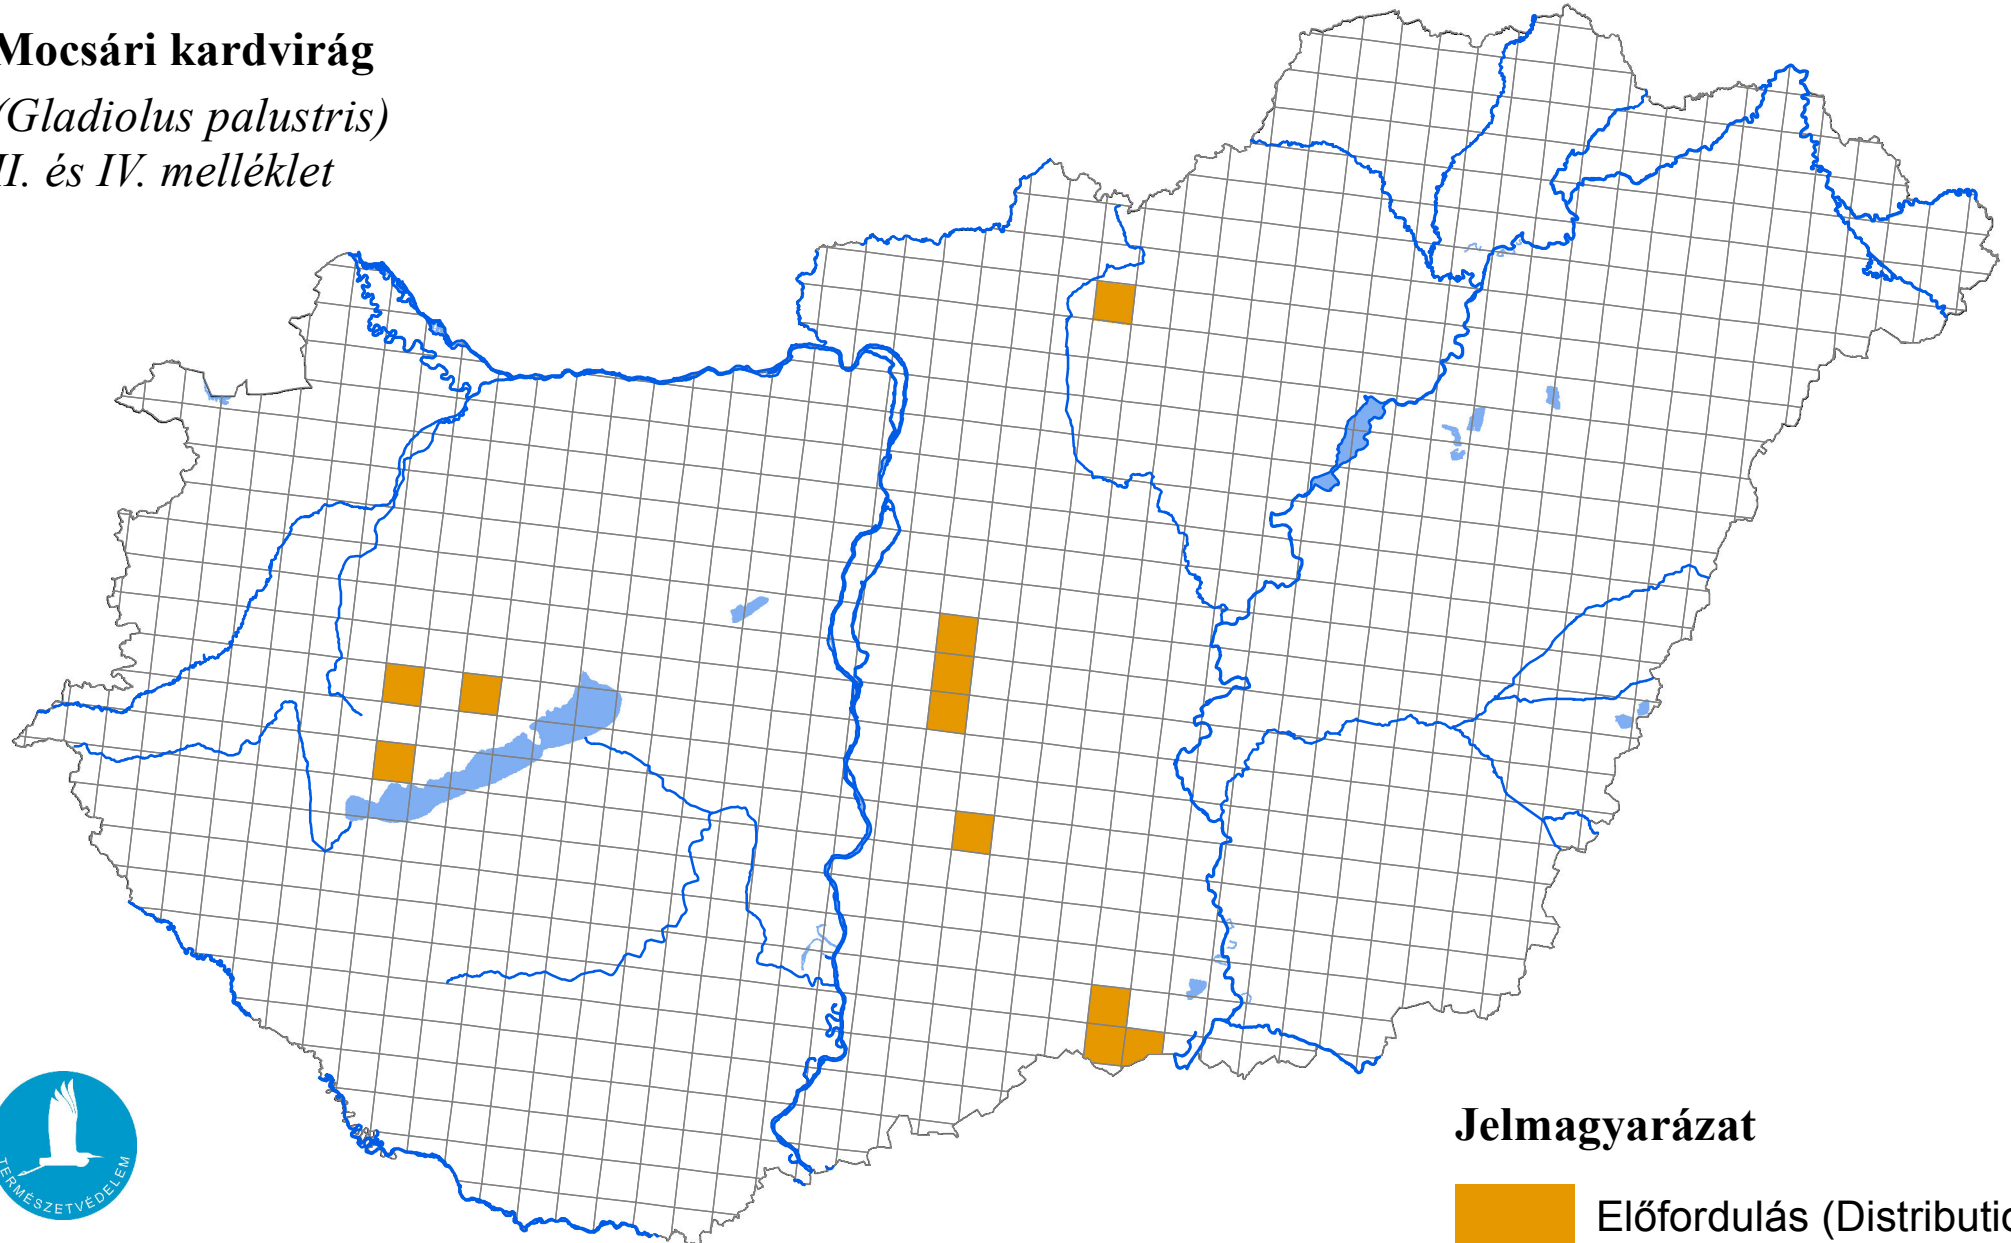 Mocsári kardvirág
(Gladiolus palustris)
II. és IV. melléklet
TERMÉSZETVÉDELEM
Jelmagyarázat
Előfordulás (Distributio